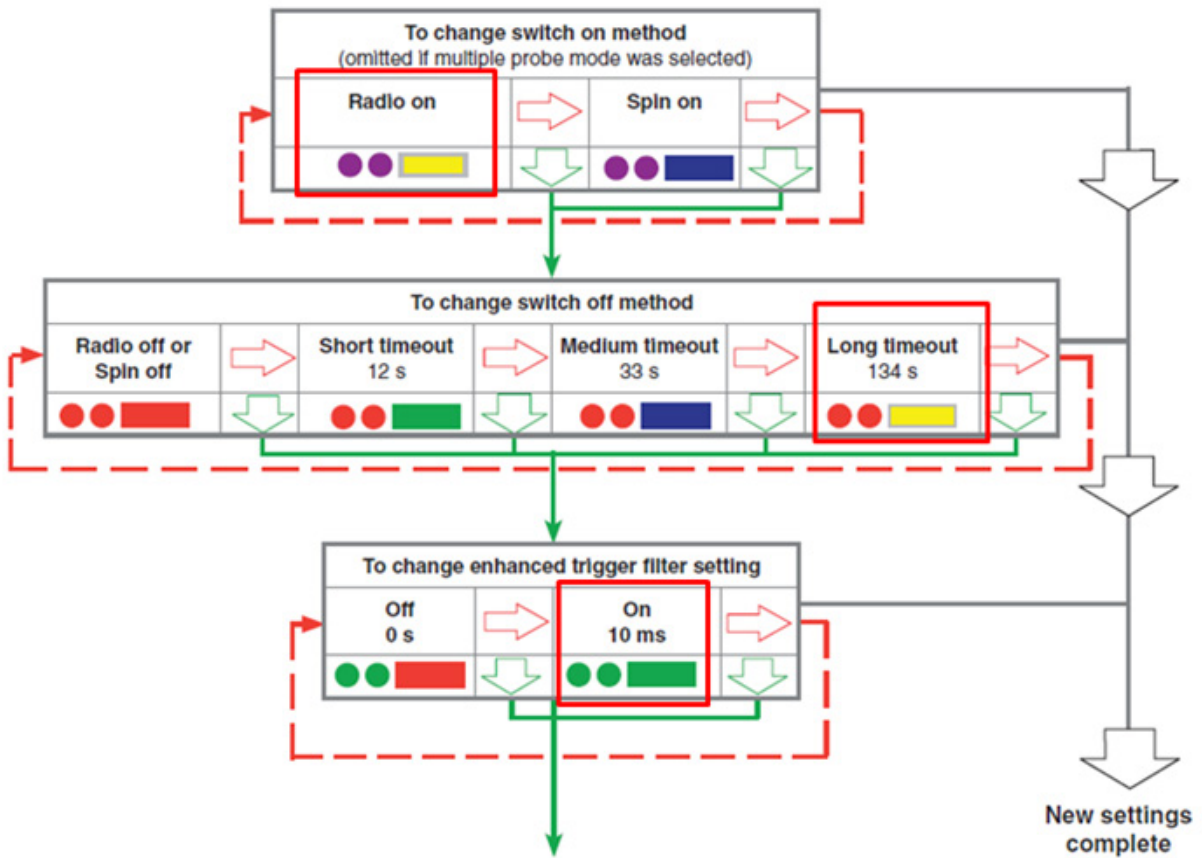 To change switch on method
(omitted if multiple probe mode was selected)
Radio on
Spin on
To change switch off method
Radio off or
Spin off
Short timeout
12 s
Medium timeout
33 s
Long timeout
134 s
To change enhanced trigger filter setting
Off
0 s
On
10 ms
New settings
complete